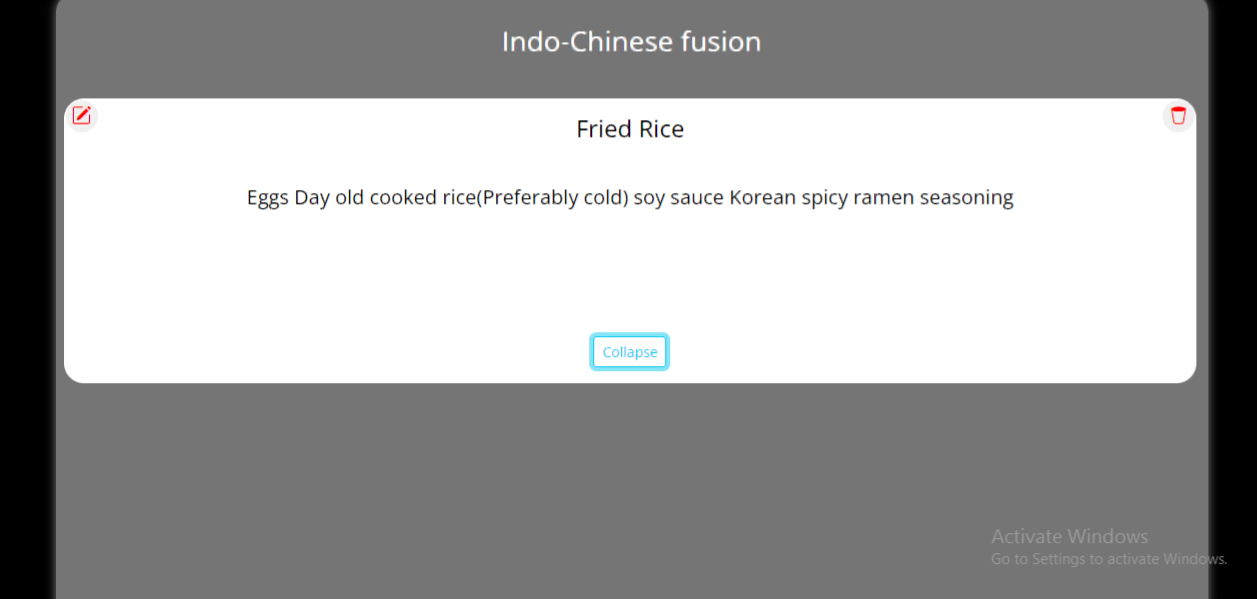 Indo-Chinese fusion
Fried Rice
Eggs Day old cooked rice(Preferably cold) soy sauce Korean spicy ramen seasoning
Collapse
Activate Windows
Go to Settings to activate Windows.